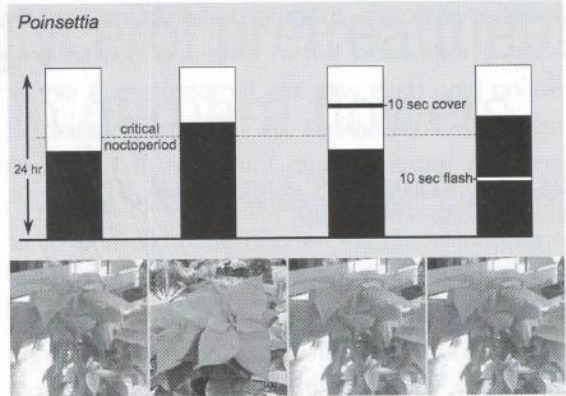 Poinsettia
10 sec cover
critical
noctoperiod
24 hr
10 sec flash